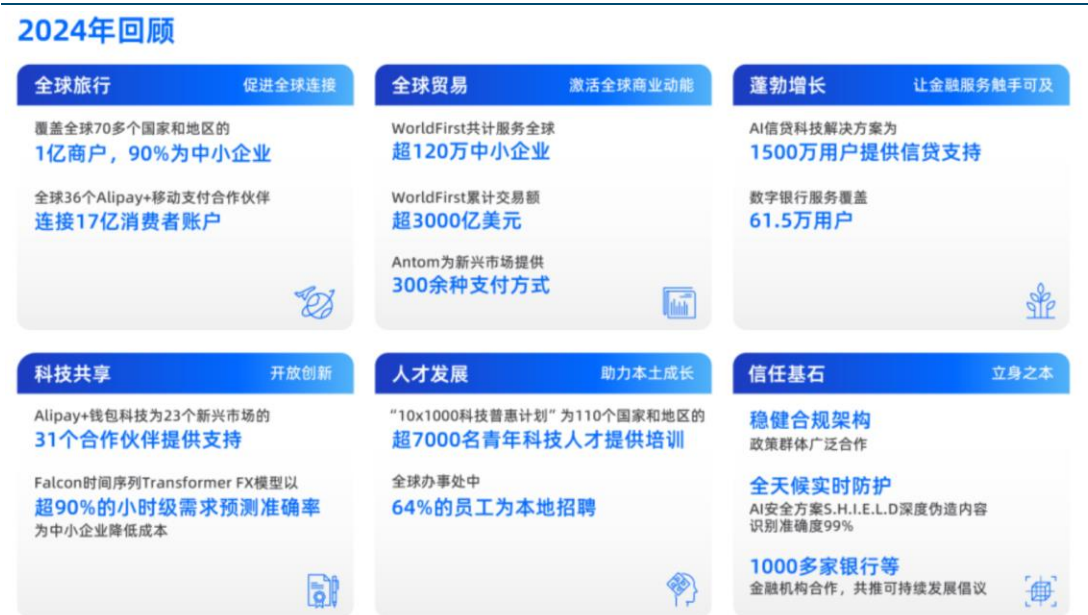 2024年回顾
全球旅行
促进全球连接
覆盖全球70多个国家和地区的
1亿商户，90%为中小企业
全球36个Alipay+移动支付合作伙伴
连接17亿消费者账户
全球贸易
激活全球商业动能
WorldFirst共计服务全球
超120万中小企业
WorldFirst累计交易额
超3000亿美元
Antom为新兴市场提供
300余种支付方式
蓬勃增长
让金融服务触手可及
AI信贷科技解决方案为
1500万用户提供信贷支持
数字银行服务覆盖
61.5万用户
科技共享
开放创新
Alipay+钱包科技为23个新兴市场的
31个合作伙伴提供支持
Falcon时间序列Transformer FX模型以
超90%的小时级需求预测准确率
为中小企业降低成本
人才发展
助力本土成长
“10x1000科技普惠计划”为110个国家和地区的
超7000名青年科技人才提供培训
全球办事处中
64%的员工为本地招聘
信任基石
立身之本
稳健合规架构
政策群体广泛合作
全天候实时防护
AI安全方案S.H.I.E.L.D深度伪造内容
识别准确度99%
1000多家银行等
金融机构合作，共推可持续发展倡议